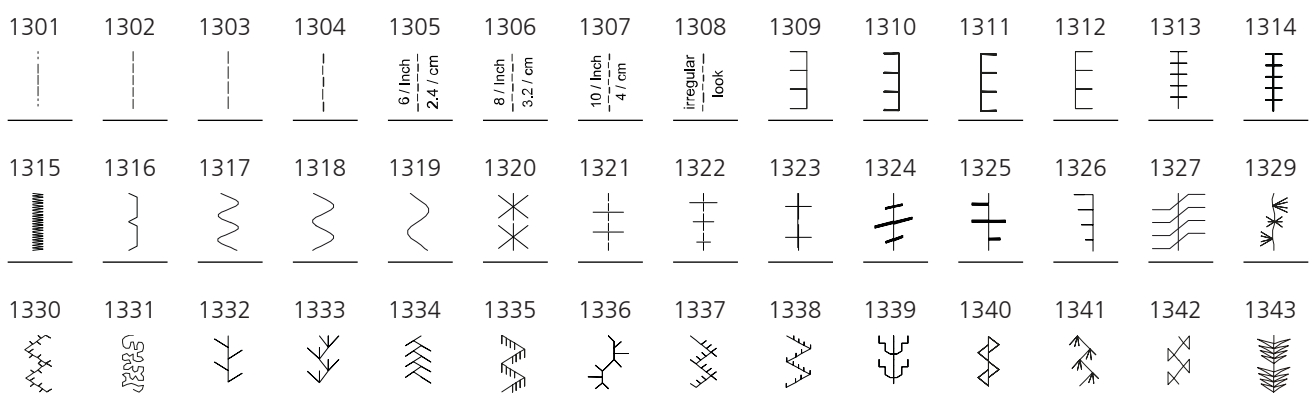 1301 1302 1303 1304 1305 1306 1307 1308 1309 1310 1311 1312 1313 1314
6 / Inch 2.4 / cm 8 / Inch 3.2 / cm 10 / Inch 4 / cm irregular look
1315 1316 1317 1318 1319 1320 1321 1322 1323 1324 1325 1326 1327 1329
1330 1331 1332 1333 1334 1335 1336 1337 1338 1339 1340 1341 1342 1343